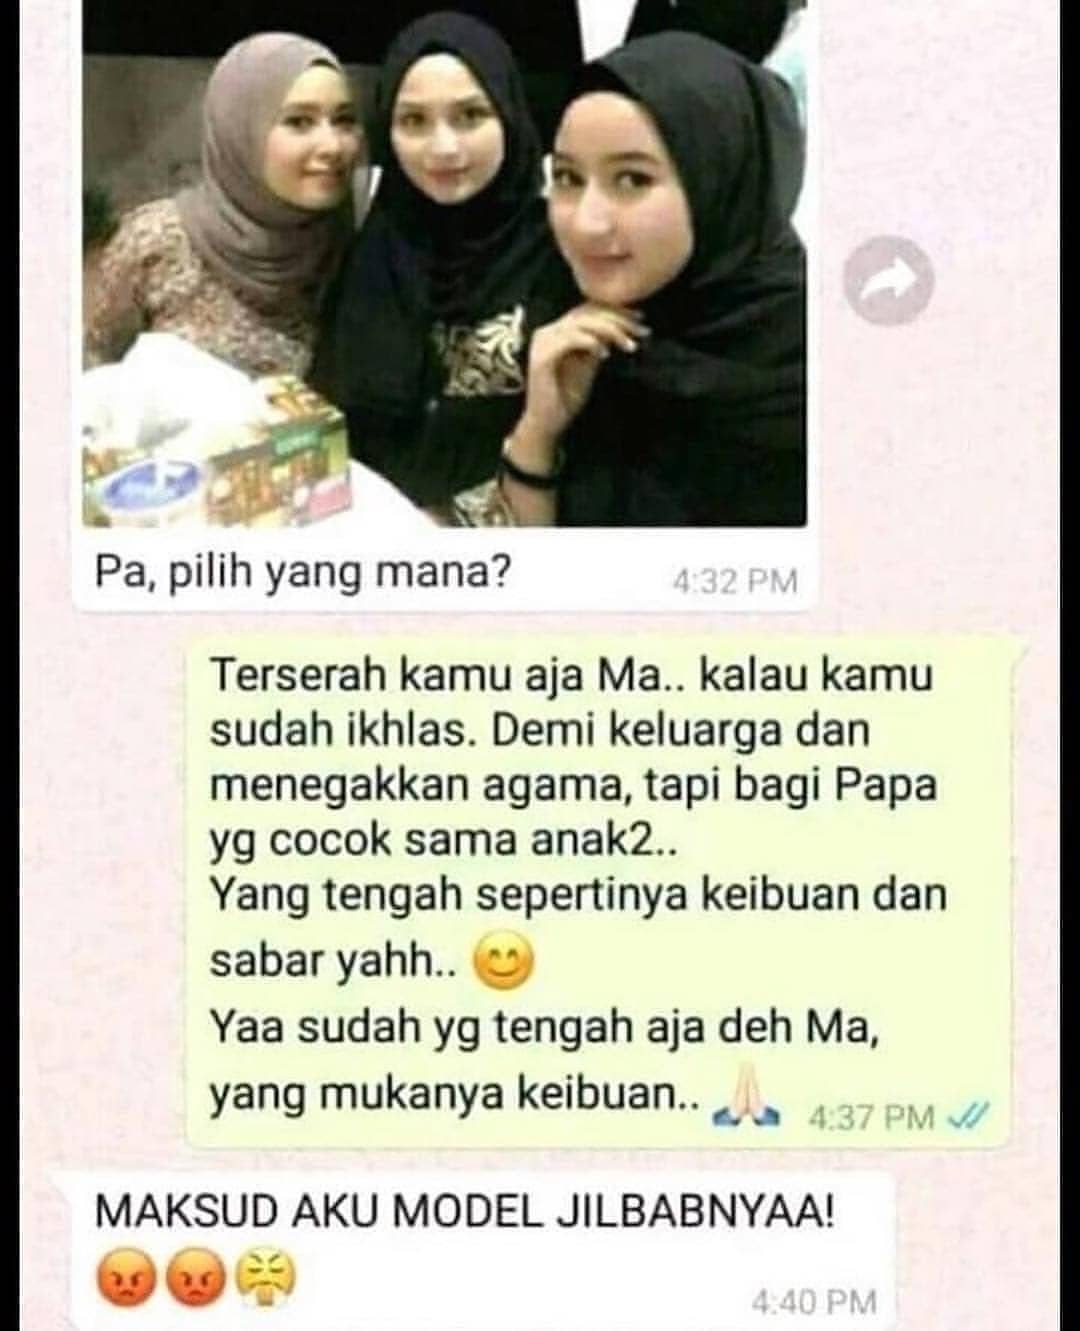 Pa, pilih yang mana?
4:32 PM
Terserah kamu aja Ma.. kalau kamu
sudah ikhlas. Demi keluarga dan
menegakkan agama, tapi bagi Papa
yg cocok sama anak2..
Yang tengah sepertinya keibuan dan
sabar yahh.. 😊
Yaa sudah yg tengah aja deh Ma,
yang mukanya keibuan.. 🙏🏻
4:37 PM
MAKSUD AKU MODEL JILBABNYAA!
😡😡😤
4:40 PM